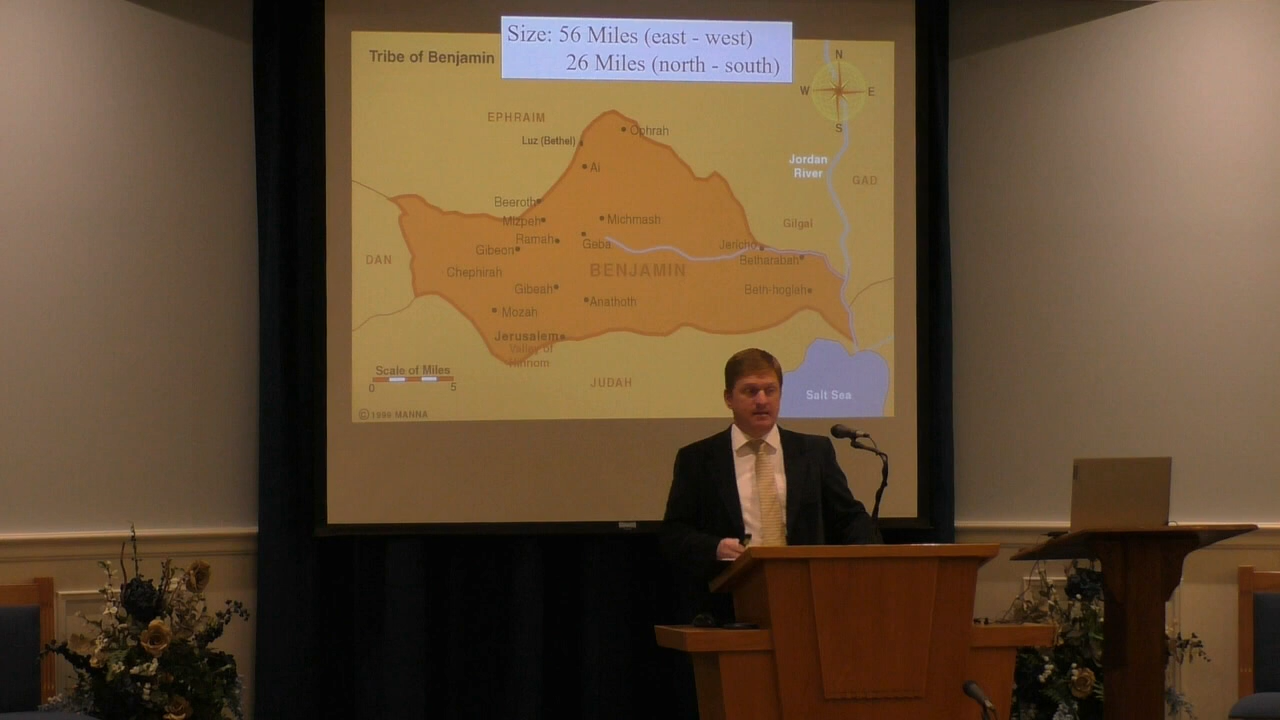 Size: 56 Miles (east - west)
26 Miles (north - south)
Tribe of Benjamin
N
W
E
S
EPHRAIM
Ophrah
Luz (Bethel)
Ai
Jordan
River
GAD
Beeroth
Mizpeh
Michmash
Gilgal
Ramah
Geba
Jericho
Gibeon
DAN
Betharabah
Chephirah
BENJAMIN
Gibeah
Beth-hoglah
Anathoth
Mozah
Jerusalem
Valley of
Hinnom
Scale of Miles
0
5
JUDAH
Salt Sea
© 1996 MANNA